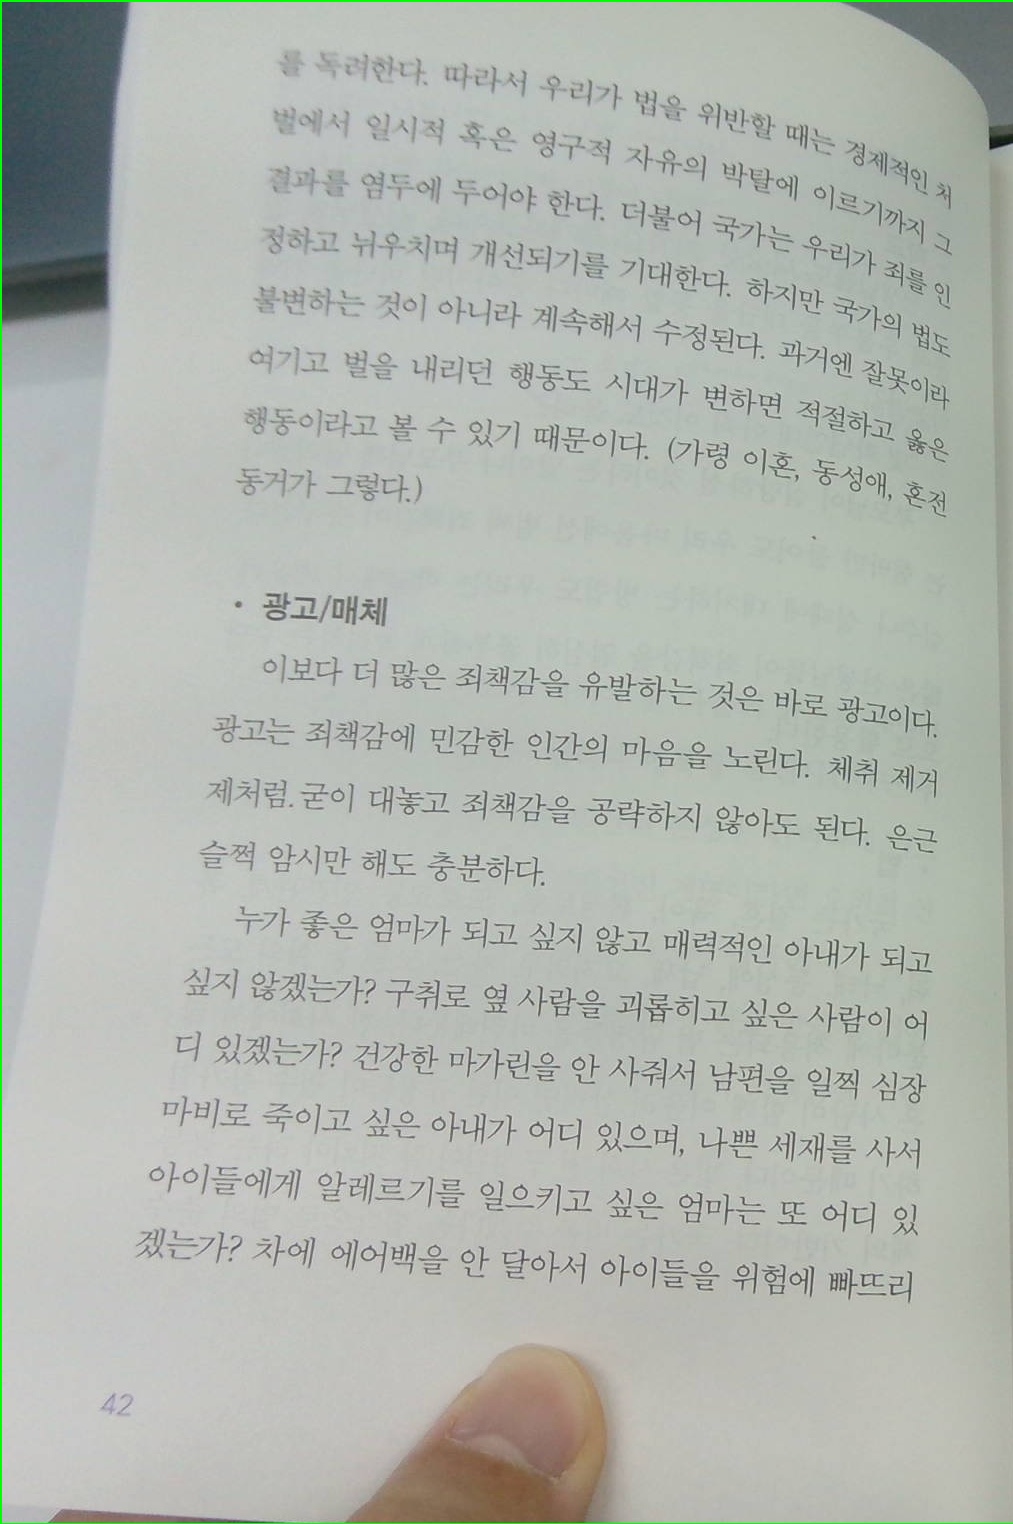 를 독려한다. 따라서 우리가 법을 위반할 때는 경제적인 처
벌에서 일시적 혹은 영구적 자유의 박탈에 이르기까지 그
결과를 염두에 두어야 한다. 더불어 국가는 우리가 죄를 인
정하고 뉘우치며 개선되기를 기대한다. 하지만 국가의 법도
불변하는 것이 아니라 계속해서 수정된다. 과거엔 잘못이라
여기고 벌을 내리던 행동도 시대가 변하면 적절하고 옳은
행동이라고 볼 수 있기 때문이다. (가령 이혼, 동성애, 혼전
동거가 그렇다.)
• 광고/매체
이보다 더 많은 죄책감을 유발하는 것은 바로 광고이다.
광고는 죄책감에 민감한 인간의 마음을 노린다. 체취 제거
제처럼. 굳이 대놓고 죄책감을 공략하지 않아도 된다. 은근
슬쩍 암시만 해도 충분하다.
누가 좋은 엄마가 되고 싶지 않고 매력적인 아내가 되고
싶지 않겠는가? 구취로 옆 사람을 괴롭히고 싶은 사람이 어
디 있겠는가? 건강한 마가린을 안 사줘서 남편을 일찍 심장
마비로 죽이고 싶은 아내가 어디 있으며, 나쁜 세재를 사서
아이들에게 알레르기를 일으키고 싶은 엄마는 또 어디 있
겠는가? 차에 에어백을 안 달아서 아이들을 위험에 빠뜨리
42